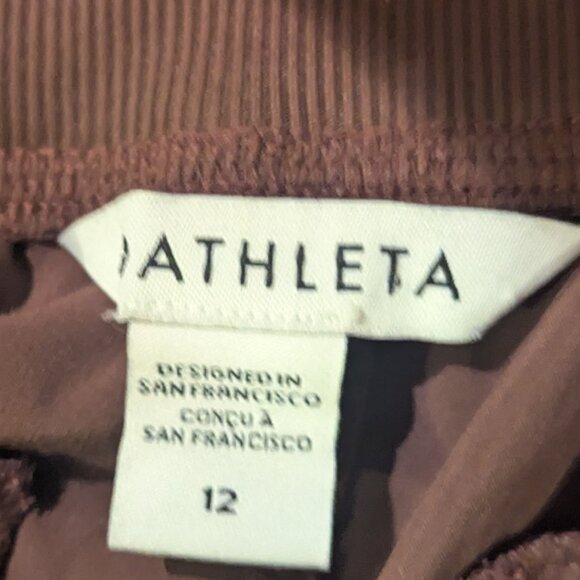 ATHLETA
DESIGNED IN
SAN FRANCISCO
CONÇU À
SAN FRANCISCO
12